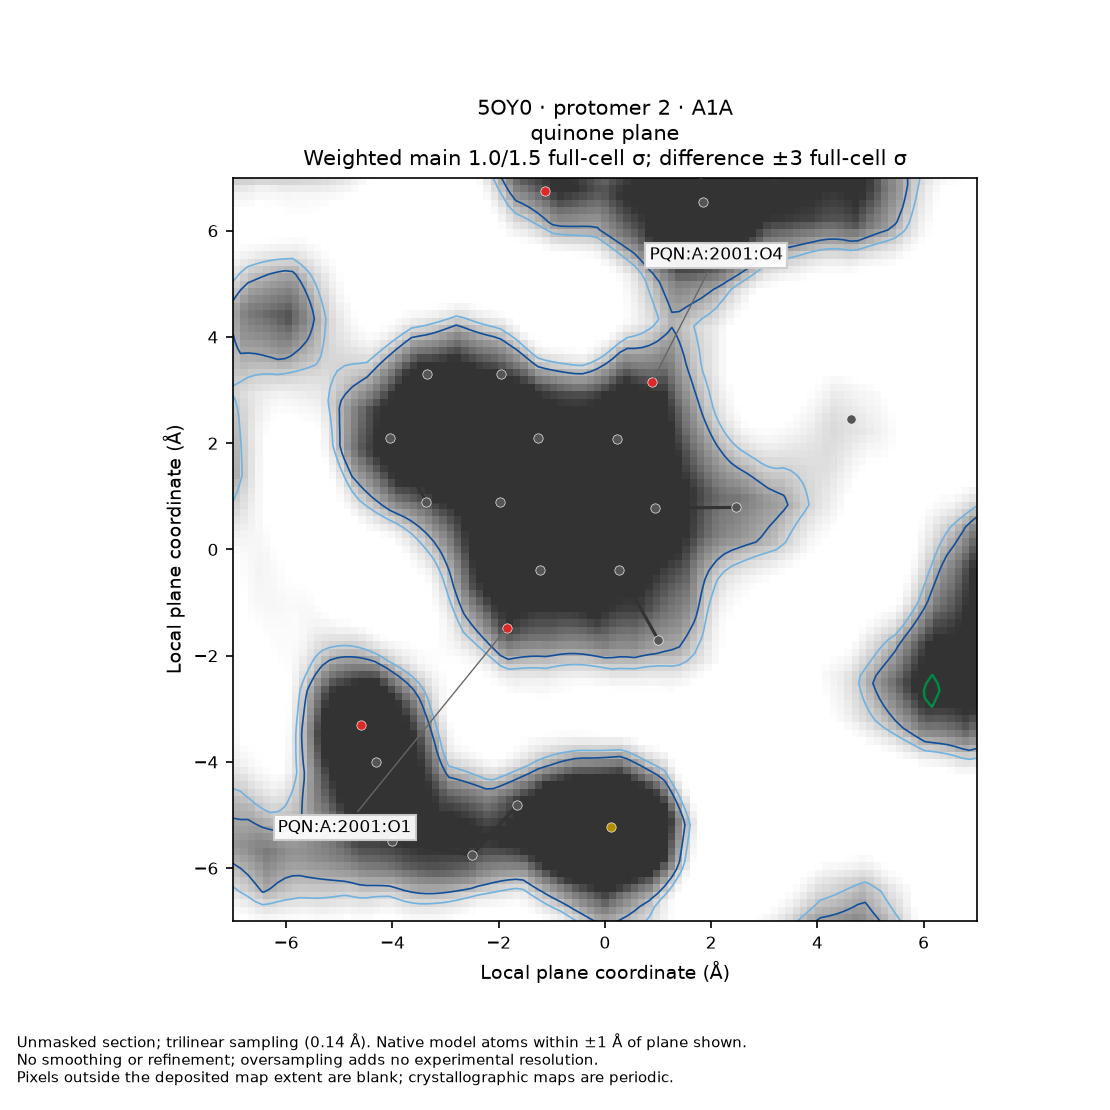 5OY0 · protomer 2 · A1A
quinone plane
Weighted main 1.0/1.5 full-cell σ; difference ±3 full-cell σ
PQN:A:2001:O4
PQN:A:2001:O1
Local plane coordinate (Å)
6
4
2
0
−2
−4
−6
−6
−4
−2
0
2
4
6
Local plane coordinate (Å)
Unmasked section; trilinear sampling (0.14 Å). Native model atoms within ±1 Å of plane shown.
No smoothing or refinement; oversampling adds no experimental resolution.
Pixels outside the deposited map extent are blank; crystallographic maps are periodic.